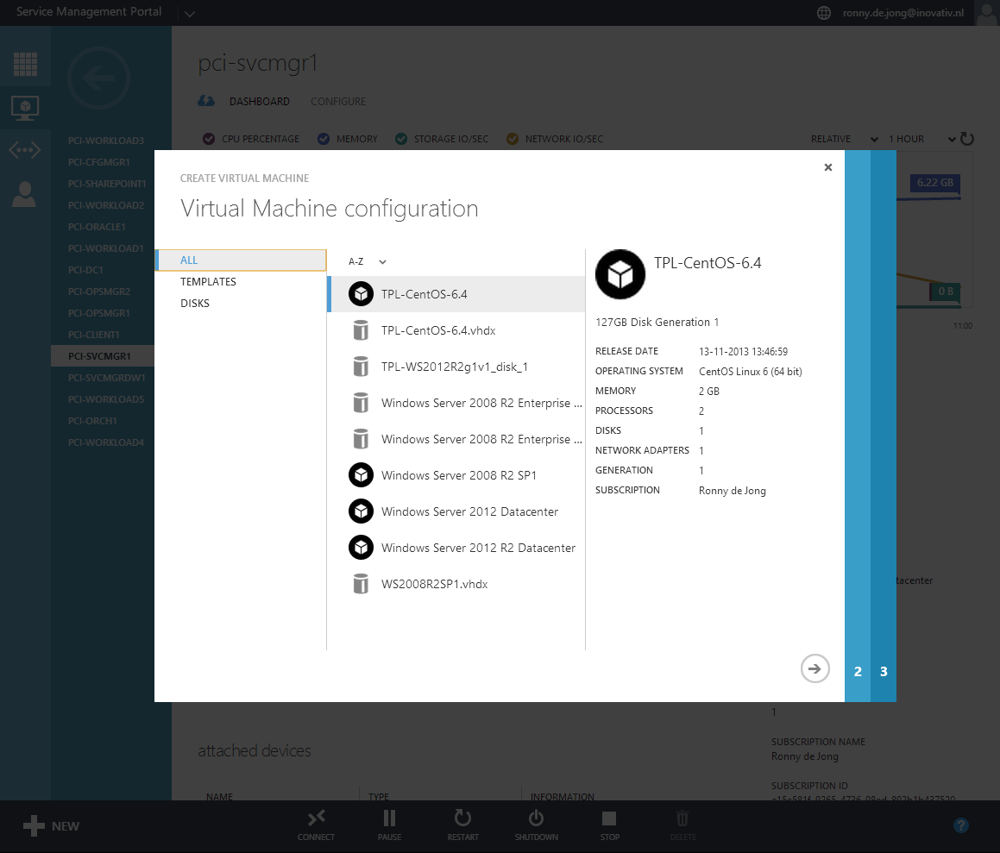 Service Management Portal
ronny.de.jong@inovativ.nl
pci-svcmgr1
DASHBOARD CONFIGURE
CPU PERCENTAGE MEMORY STORAGE IO/SEC NETWORK IO/SEC RELATIVE 1 HOUR
PCI-WORKLOAD3
PCI-CFGMGR1
PCI-SHAREPOINT1
PCI-WORKLOAD2
PCI-ORACLE1
PCI-WORKLOAD1
PCI-DC1
PCI-OPSMGR2
PCI-OPSMGR1
PCI-CLIENT1
PCI-SVCMGR1
PCI-SVCMGRDW1
PCI-WORKLOAD5
PCI-ORCH1
PCI-WORKLOAD4
6.22 GB
0 B
11:00
CREATE VIRTUAL MACHINE
Virtual Machine configuration
ALL
TEMPLATES
DISKS
A-Z
TPL-CentOS-6.4
TPL-CentOS-6.4.vhdx
TPL-WS2012R2g1v1_disk_1
Windows Server 2008 R2 Enterprise ...
Windows Server 2008 R2 Enterprise ...
Windows Server 2008 R2 SP1
Windows Server 2012 Datacenter
Windows Server 2012 R2 Datacenter
WS2008R2SP1.vhdx
TPL-CentOS-6.4
127GB Disk Generation 1
RELEASE DATE 13-11-2013 13:46:59
OPERATING SYSTEM CentOS Linux 6 (64 bit)
MEMORY 2 GB
PROCESSORS 2
DISKS 1
NETWORK ADAPTERS 1
GENERATION 1
SUBSCRIPTION Ronny de Jong
2 3
tacenter
1
SUBSCRIPTION NAME
Ronny de Jong
SUBSCRIPTION ID
attached devices
NAME TYPE INFORMATION
NEW
CONNECT PAUSE RESTART SHUTDOWN STOP DELETE
?